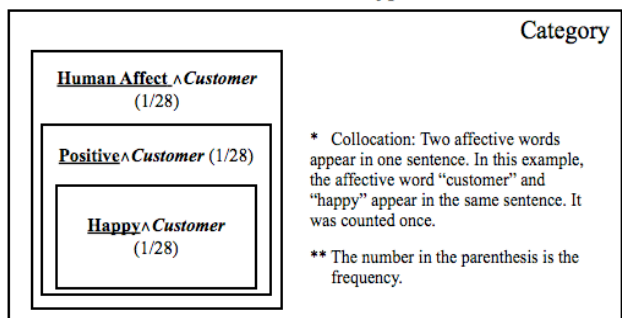 Category
Human Affect ∧Customer
(1/28)
Positive∧Customer (1/28)
Happy∧Customer
(1/28)
* Collocation: Two affective words
appear in one sentence. In this example,
the affective word “customer” and
“happy” appear in the same sentence. It
was counted once.
** The number in the parenthesis is the
frequency.